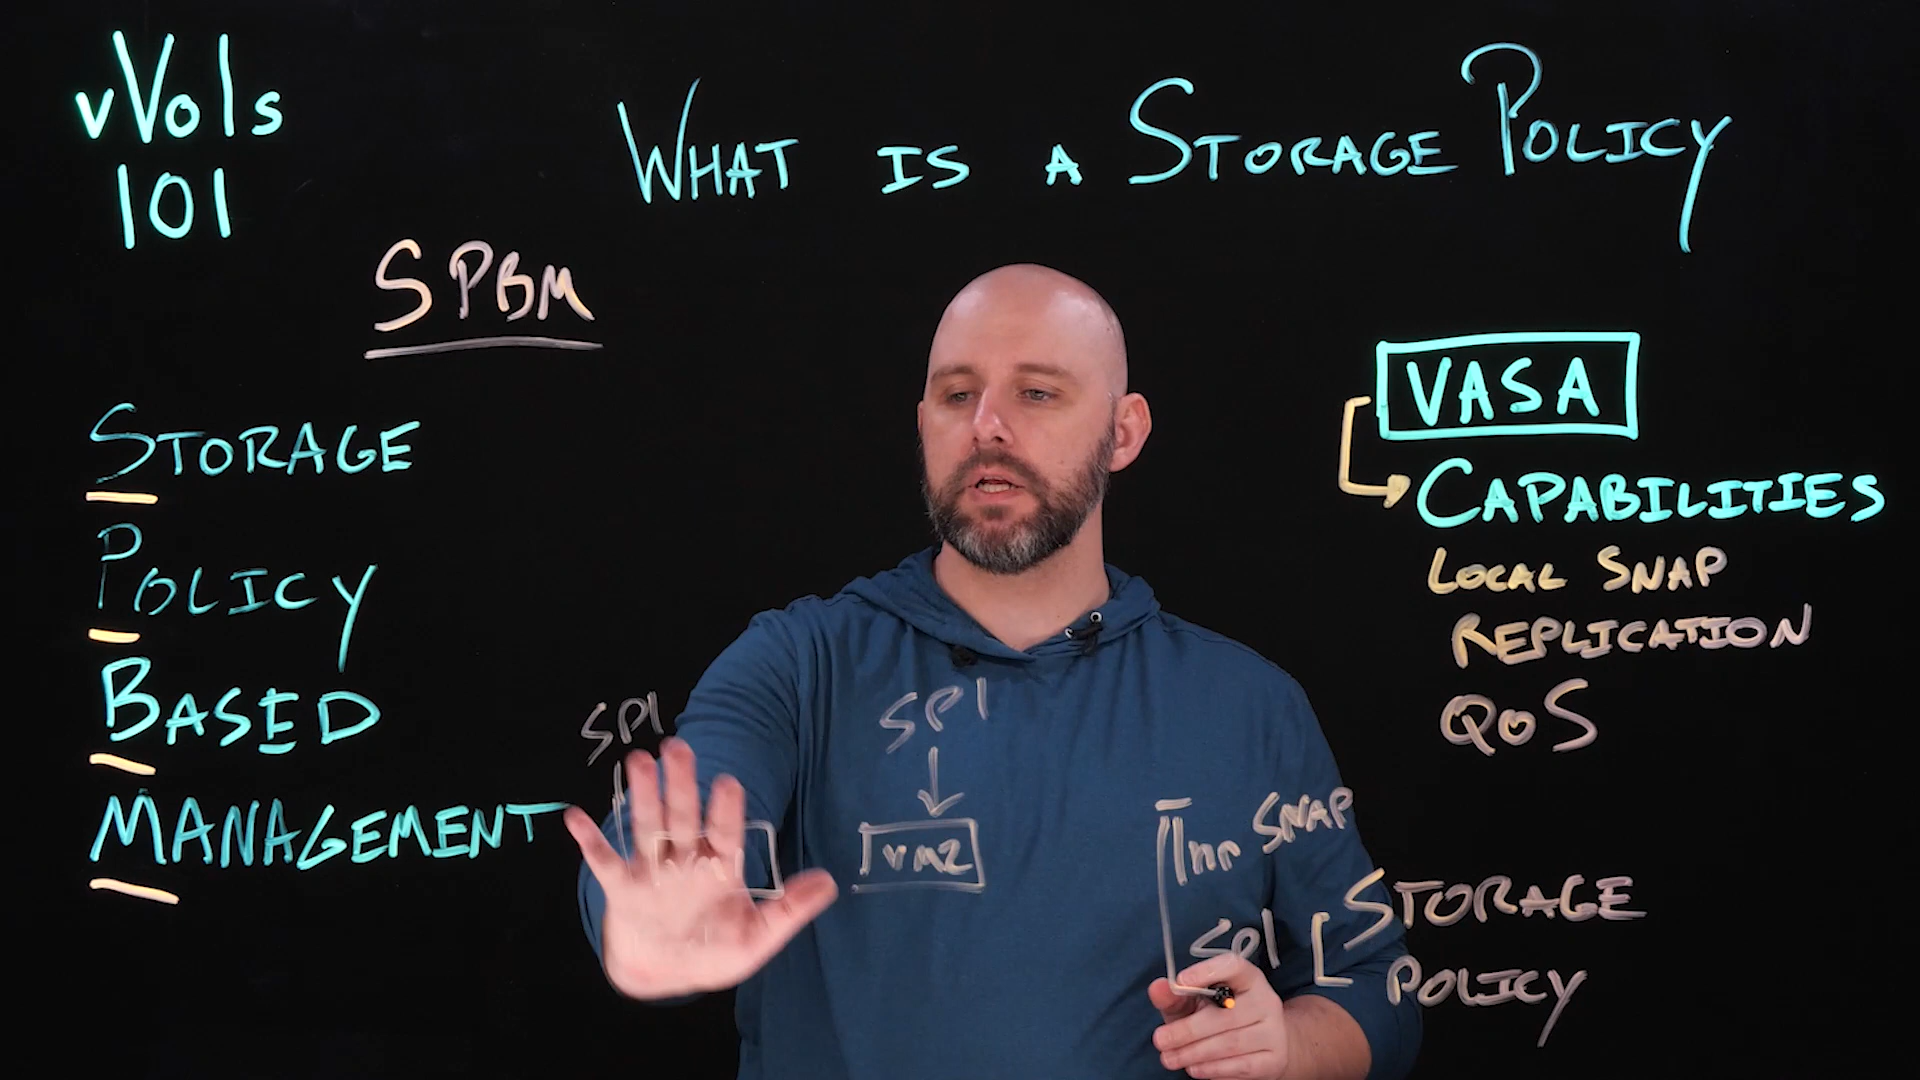 vVols
101
WHAT IS A STORAGE POLICY
SPBM
STORAGE
POLICY
BASED
MANAGEMENT
VASA
CAPABILITIES
LOCAL SNAP
REPLICATION
QoS
SP1
SP1
VM2
SNAP
SP1
STORAGE
POLICY